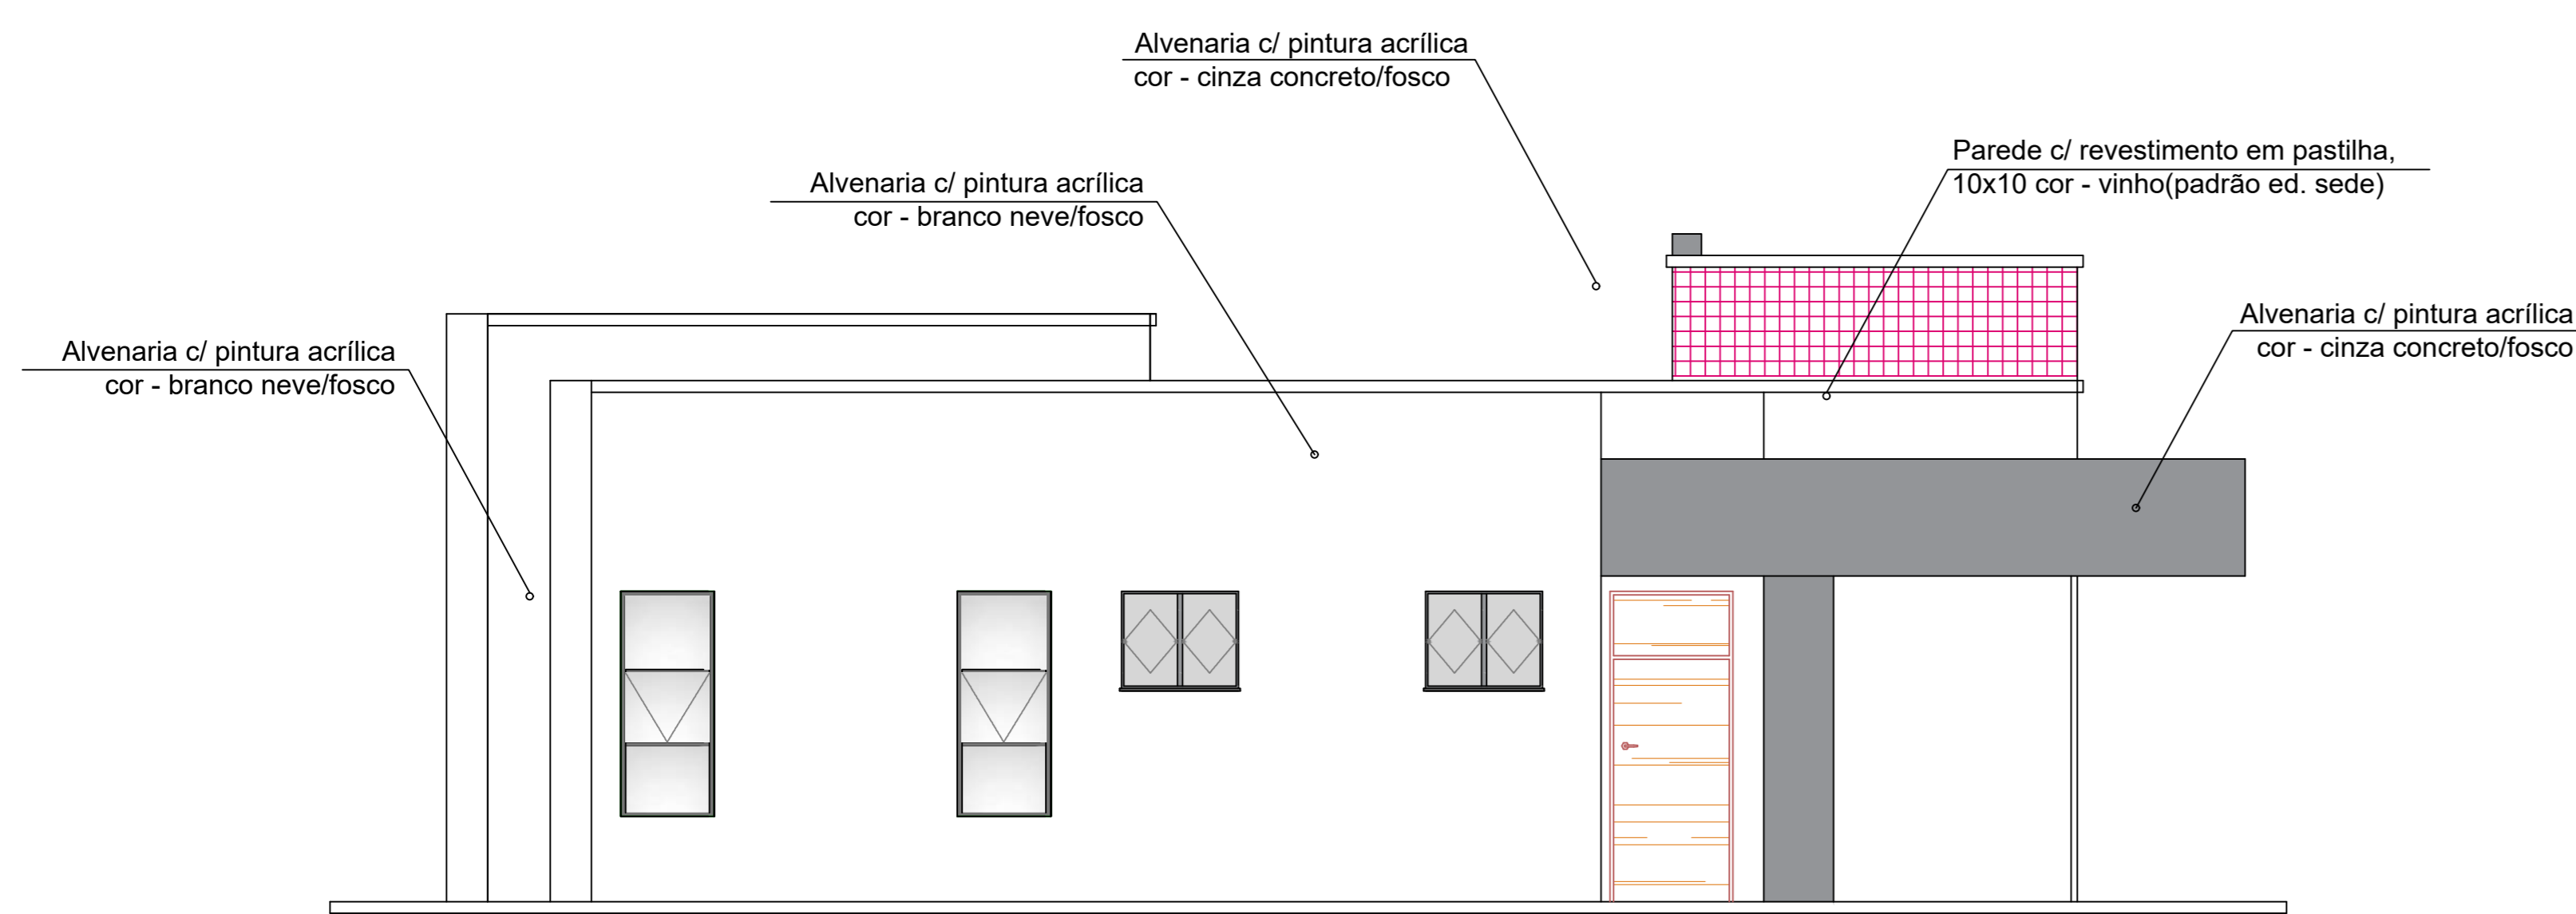 Alvenaria c/ pintura acrílica
cor - cinza concreto/fosco
Parede c/ revestimento em pastilha,
10x10 cor - vinho(padrão ed. sede)
Alvenaria c/ pintura acrílica
cor - branco neve/fosco
Alvenaria c/ pintura acrílica
cor - cinza concreto/fosco
Alvenaria c/ pintura acrílica
cor - branco neve/fosco